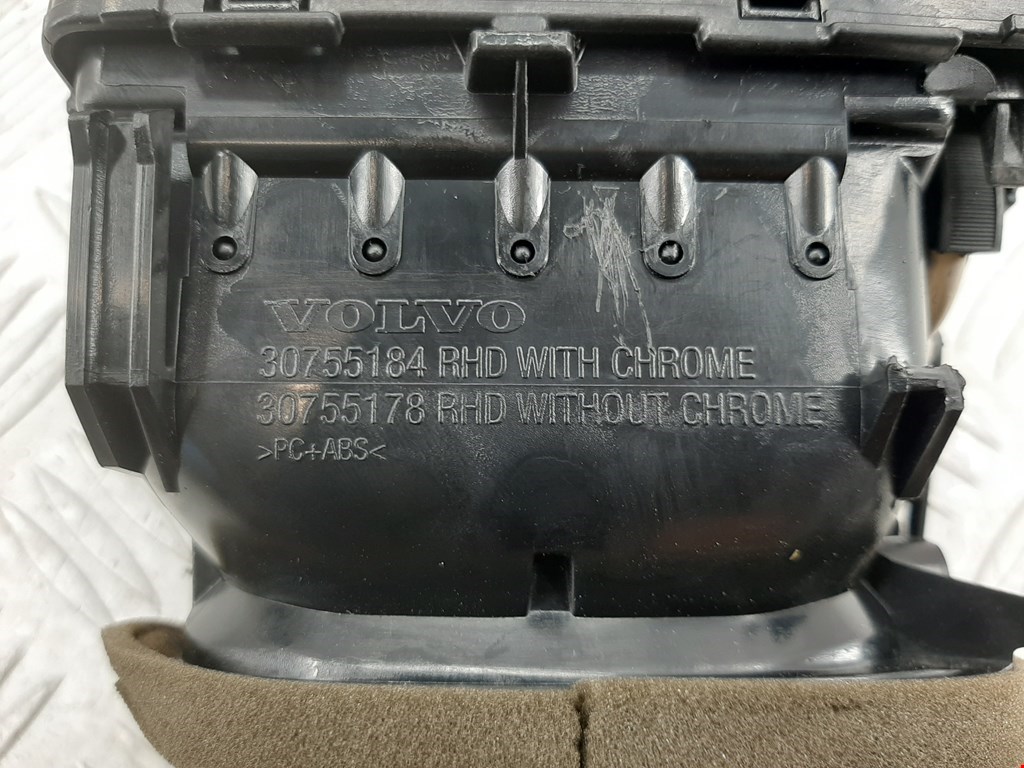 VOLVO
30755184 RHD WITH CHROME
30755178 RHD WITHOUT CHROME
>PC+ABS<